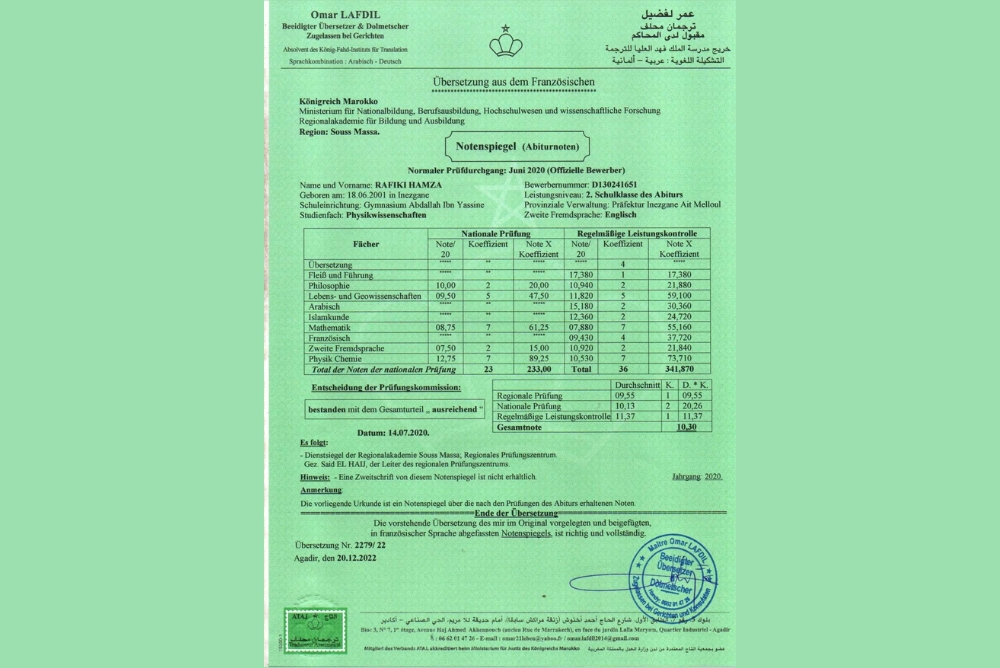 Omar LAFDIL
Beeidigter Übersetzer & Dolmetscher
Zugelassen bei Gerichten
Absolvent des König-Fahd-Instituts für Translation
Sprachkombination : Arabisch - Deutsch
عمر لفضيل
ترجمان محلف
مقبول لدى المحاكم
خريج مدرسة الملك فهد العليا للترجمة
التشكيلة اللغوية : عربية – ألمانية
Übersetzung aus dem Französischen
Königreich Marokko
Ministerium für Nationalbildung, Berufsausbildung, Hochschulwesen und wissenschaftliche Forschung
Regionalakademie für Bildung und Ausbildung
Region: Souss Massa.
Notenspiegel (Abiturnoten)
Normaler Prüfdurchgang: Juni 2020 (Offizielle Bewerber)
Name und Vorname: RAFIKI HAMZA Bewerbernummer: D130241651
Geboren am: 18.06.2001 in Inezgane Leistungsniveau: 2. Schulklasse des Abiturs
Schuleinrichtung: Gymnasium Abdallah Ibn Yassine Provinziale Verwaltung: Präfektur Inezgane Ait Melloul
Studienfach: Physikwissenschaften Zweite Fremdsprache: Englisch
Nationale Prüfung Regelmäßige Leistungskontrolle
Fächer Note/ 20 Koeffizient Note X Koeffizient Note/ 20 Koeffizient Note X Koeffizient
Übersetzung ***** ** ***** ***** 4 *****
Fleiß und Führung ***** ** ***** 17,380 1 17,380
Philosophie 10,00 2 20,00 10,940 2 21,880
Lebens- und Geowissenschaften 09,50 5 47,50 11,820 5 59,100
Arabisch ***** ** ***** 15,180 2 30,360
Islamkunde ***** ** ***** 12,360 2 24,720
Mathematik 08,75 7 61,25 07,880 7 55,160
Französisch ***** ** ***** 09,430 4 37,720
Zweite Fremdsprache 07,50 2 15,00 10,920 2 21,840
Physik Chemie 12,75 7 89,25 10,530 7 73,710
Total der Noten der nationalen Prüfung 23 233,00 Total 36 341,870
Entscheidung der Prüfungskommission:
bestanden mit dem Gesamturteil „ ausreichend “
Durchschnitt K. D. * K.
Regionale Prüfung 09,55 1 09,55
Nationale Prüfung 10,13 2 20,26
Regelmäßige Leistungskontrolle 11,37 1 11,37
Gesamtnote 10,30
Datum: 14.07.2020.
Es folgt:
- Dienstsiegel der Regionalakademie Souss Massa, Regionales Prüfungszentrum.
Gez. Said EL HAJJ, der Leiter des regionalen Prüfungszentrums.
Hinweis: - Eine Zweitschrift von diesem Notenspiegel ist nicht erhältlich. Jahrgang: 2020.
Anmerkung
Die vorliegende Urkunde ist ein Notenspiegel über die nach den Prüfungen des Abiturs erhaltenen Noten.
Ende der Übersetzung
Die vorstehende Übersetzung des mir im Original vorgelegten und beigefügten,
in französischer Sprache abgefassten Notenspiegels, ist richtig und vollständig.
Übersetzung Nr. 2279/ 22
Agadir, den 20.12.2022
Maître Omar LAFDIL
Beeidigter
Übersetzer
Dolmetscher
Zugelassen bei Gerichten und
ATAJ
ترجمان محلف
Bloc 3, N° 7, 1er étage, Avenue Haj Ahmed Akhennouch (ancien Rue de Marrakech), en face du jardin Lalla Meryem, Quartier Industriel - Agadir
: 06 62 01 47 26 - E-mail : omar21leben@yahoo.fr / omarlafdil2014@gmail.com
Mitglied des Verbands ATAJ, akkreditiert beim Ministerium für Justiz des Königreichs Marokko